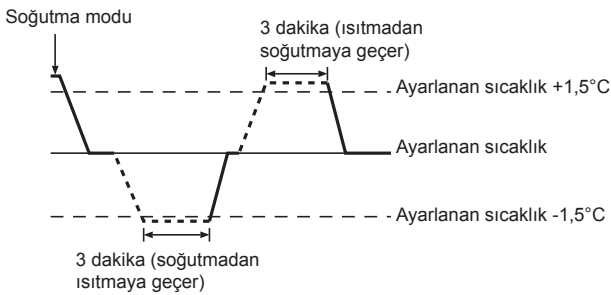 Soğutma modu
3 dakika (ısıtmadan
soğutmaya geçer)
Ayarlanan sıcaklık +1,5°C
Ayarlanan sıcaklık
Ayarlanan sıcaklık -1,5°C
3 dakika (soğutmadan
ısıtmaya geçer)